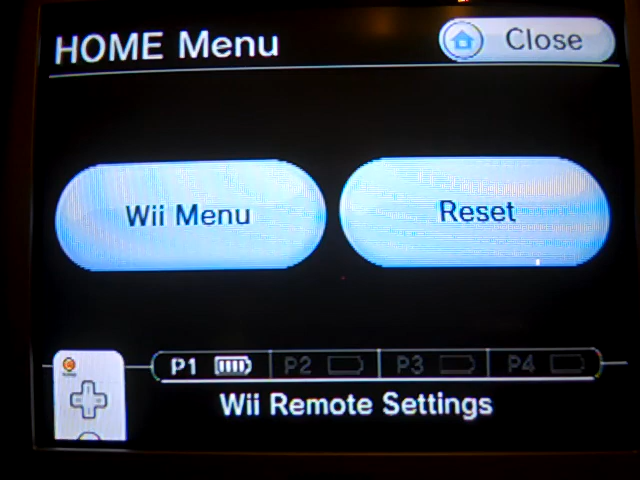 HOME Menu
Close
Wii Menu
Reset
P1 P2 P3 P4
Wii Remote Settings